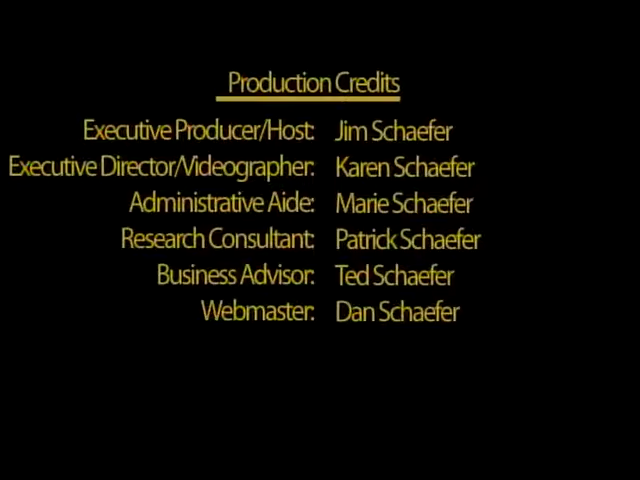 Production Credits
Executive Producer/Host: Jim Schaefer
Executive Director/Videographer: Karen Schaefer
Administrative Aide: Marie Schaefer
Research Consultant: Patrick Schaefer
Business Advisor: Ted Schaefer
Webmaster: Dan Schaefer